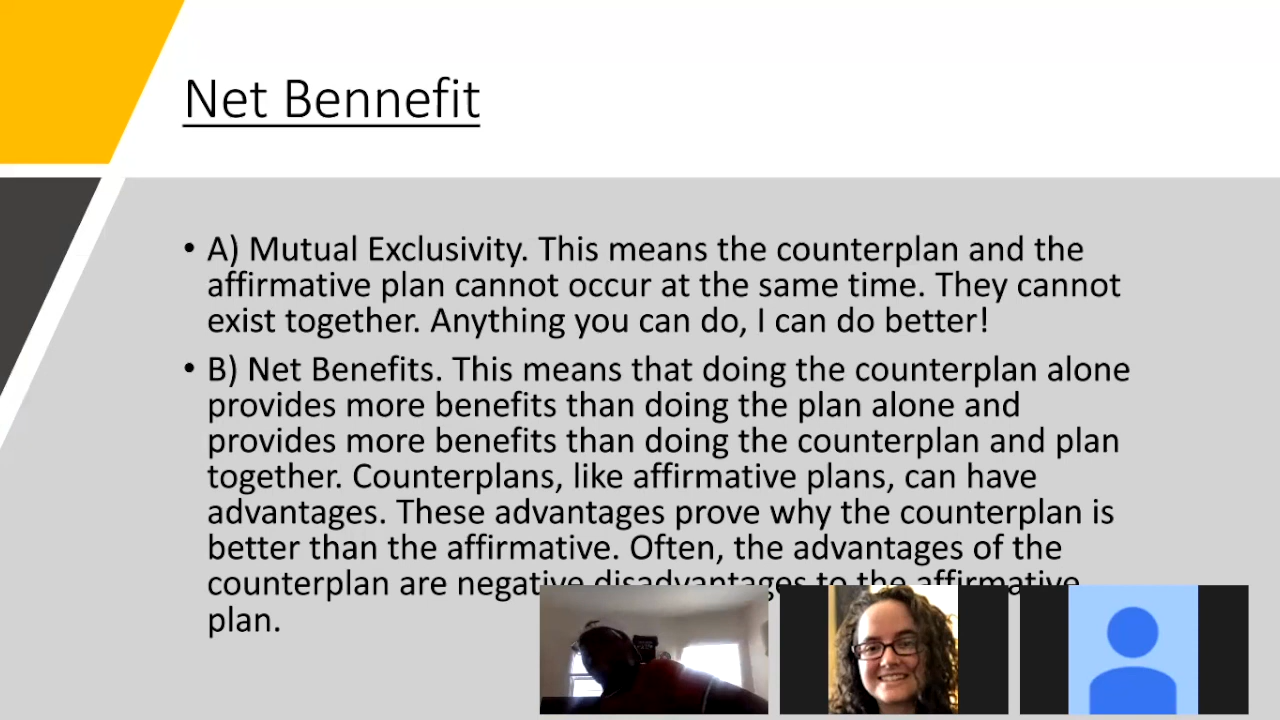 Net Bennefit
• A) Mutual Exclusivity. This means the counterplan and the
affirmative plan cannot occur at the same time. They cannot
exist together. Anything you can do, I can do better!
• B) Net Benefits. This means that doing the counterplan alone
provides more benefits than doing the plan alone and
provides more benefits than doing the counterplan and plan
together. Counterplans, like affirmative plans, can have
advantages. These advantages prove why the counterplan is
better than the affirmative. Often, the advantages of the
counterplan are negative disadvantages to the affirmative
plan.